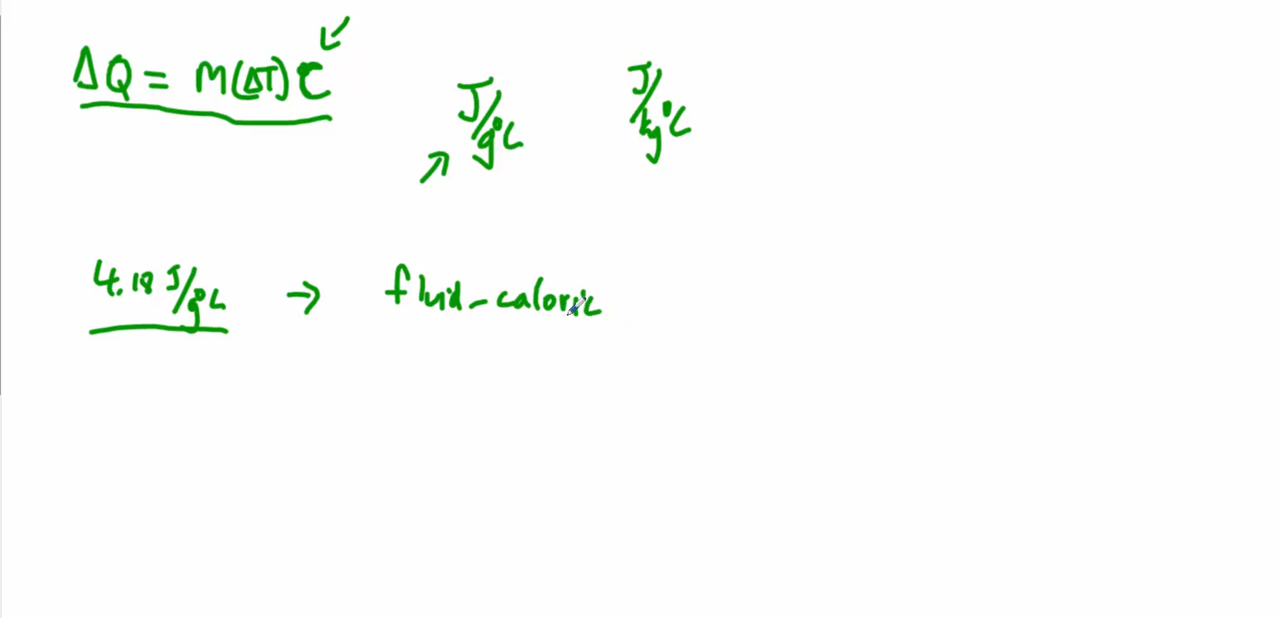 ΔQ = M(ΔT)C
J/g°C
J/kg°C
4.18 J/g°C → fluid-caloric